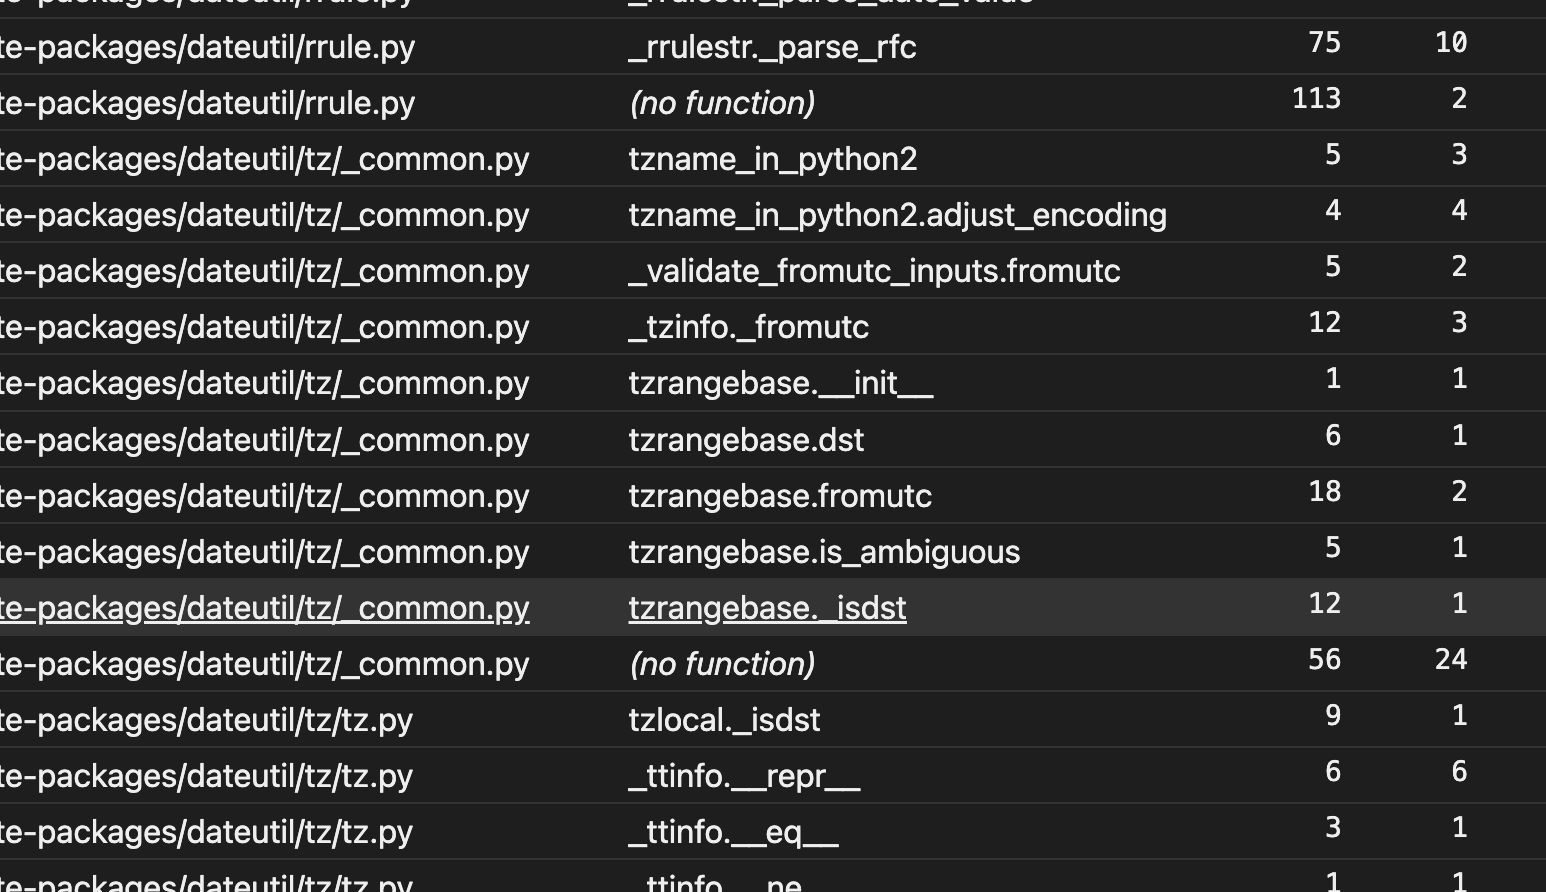 te-packages/dateutil/rrule.py _rrulestr._parse_date_value
te-packages/dateutil/rrule.py _rrulestr._parse_rfc 75 10
te-packages/dateutil/rrule.py (no function) 113 2
te-packages/dateutil/tz/_common.py tzname_in_python2 5 3
te-packages/dateutil/tz/_common.py tzname_in_python2.adjust_encoding 4 4
te-packages/dateutil/tz/_common.py _validate_fromutc_inputs.fromutc 5 2
te-packages/dateutil/tz/_common.py _tzinfo._fromutc 12 3
te-packages/dateutil/tz/_common.py tzrangebase.__init__ 1 1
te-packages/dateutil/tz/_common.py tzrangebase.dst 6 1
te-packages/dateutil/tz/_common.py tzrangebase.fromutc 18 2
te-packages/dateutil/tz/_common.py tzrangebase.is_ambiguous 5 1
te-packages/dateutil/tz/_common.py tzrangebase._isdst 12 1
te-packages/dateutil/tz/_common.py (no function) 56 24
te-packages/dateutil/tz/tz.py tzlocal._isdst 9 1
te-packages/dateutil/tz/tz.py _ttinfo.__repr__ 6 6
te-packages/dateutil/tz/tz.py _ttinfo.__eq__ 3 1
te-packages/dateutil/tz/tz.py _ttinfo.__ne__ 1 1